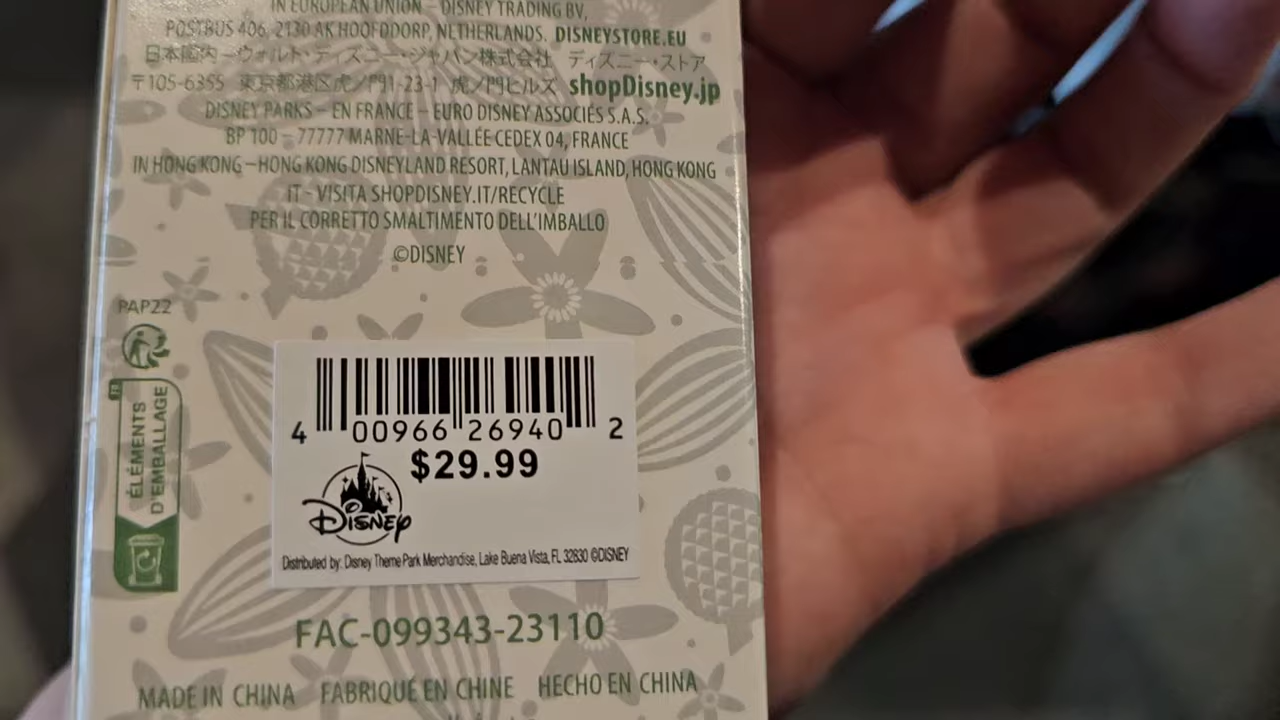 IN EUROPEAN UNION – DISNEY TRADING BV,
POSTBUS 406, 2130 AK HOOFDDORP, NETHERLANDS. DISNEYSTORE.EU
日本国内 – ウォルト・ディズニー・ジャパン株式会社 ディズニー・ストア
〒105-6355 東京都港区虎ノ門1-23-1 虎ノ門ヒルズ shopDisney.jp
DISNEY PARKS – EN FRANCE – EURO DISNEY ASSOCIÉS S.A.S.
BP 100 – 77777 MARNE-LA-VALLÉE CEDEX 04, FRANCE
IN HONG KONG – HONG KONG DISNEYLAND RESORT, LANTAU ISLAND, HONG KONG
IT - VISITA SHOPDISNEY.IT/RECYCLE
PER IL CORRETTO SMALTIMENTO DELL'IMBALLO
©DISNEY
PAP22
FR
ÉLÉMENTS
D'EMBALLAGE
4 00966 26940 2
$29.99
Disney
Distributed by: Disney Theme Park Merchandise, Lake Buena Vista, FL 32830 ©DISNEY
FAC-099343-23110
MADE IN CHINA FABRIQUÉ EN CHINE HECHO EN CHINA